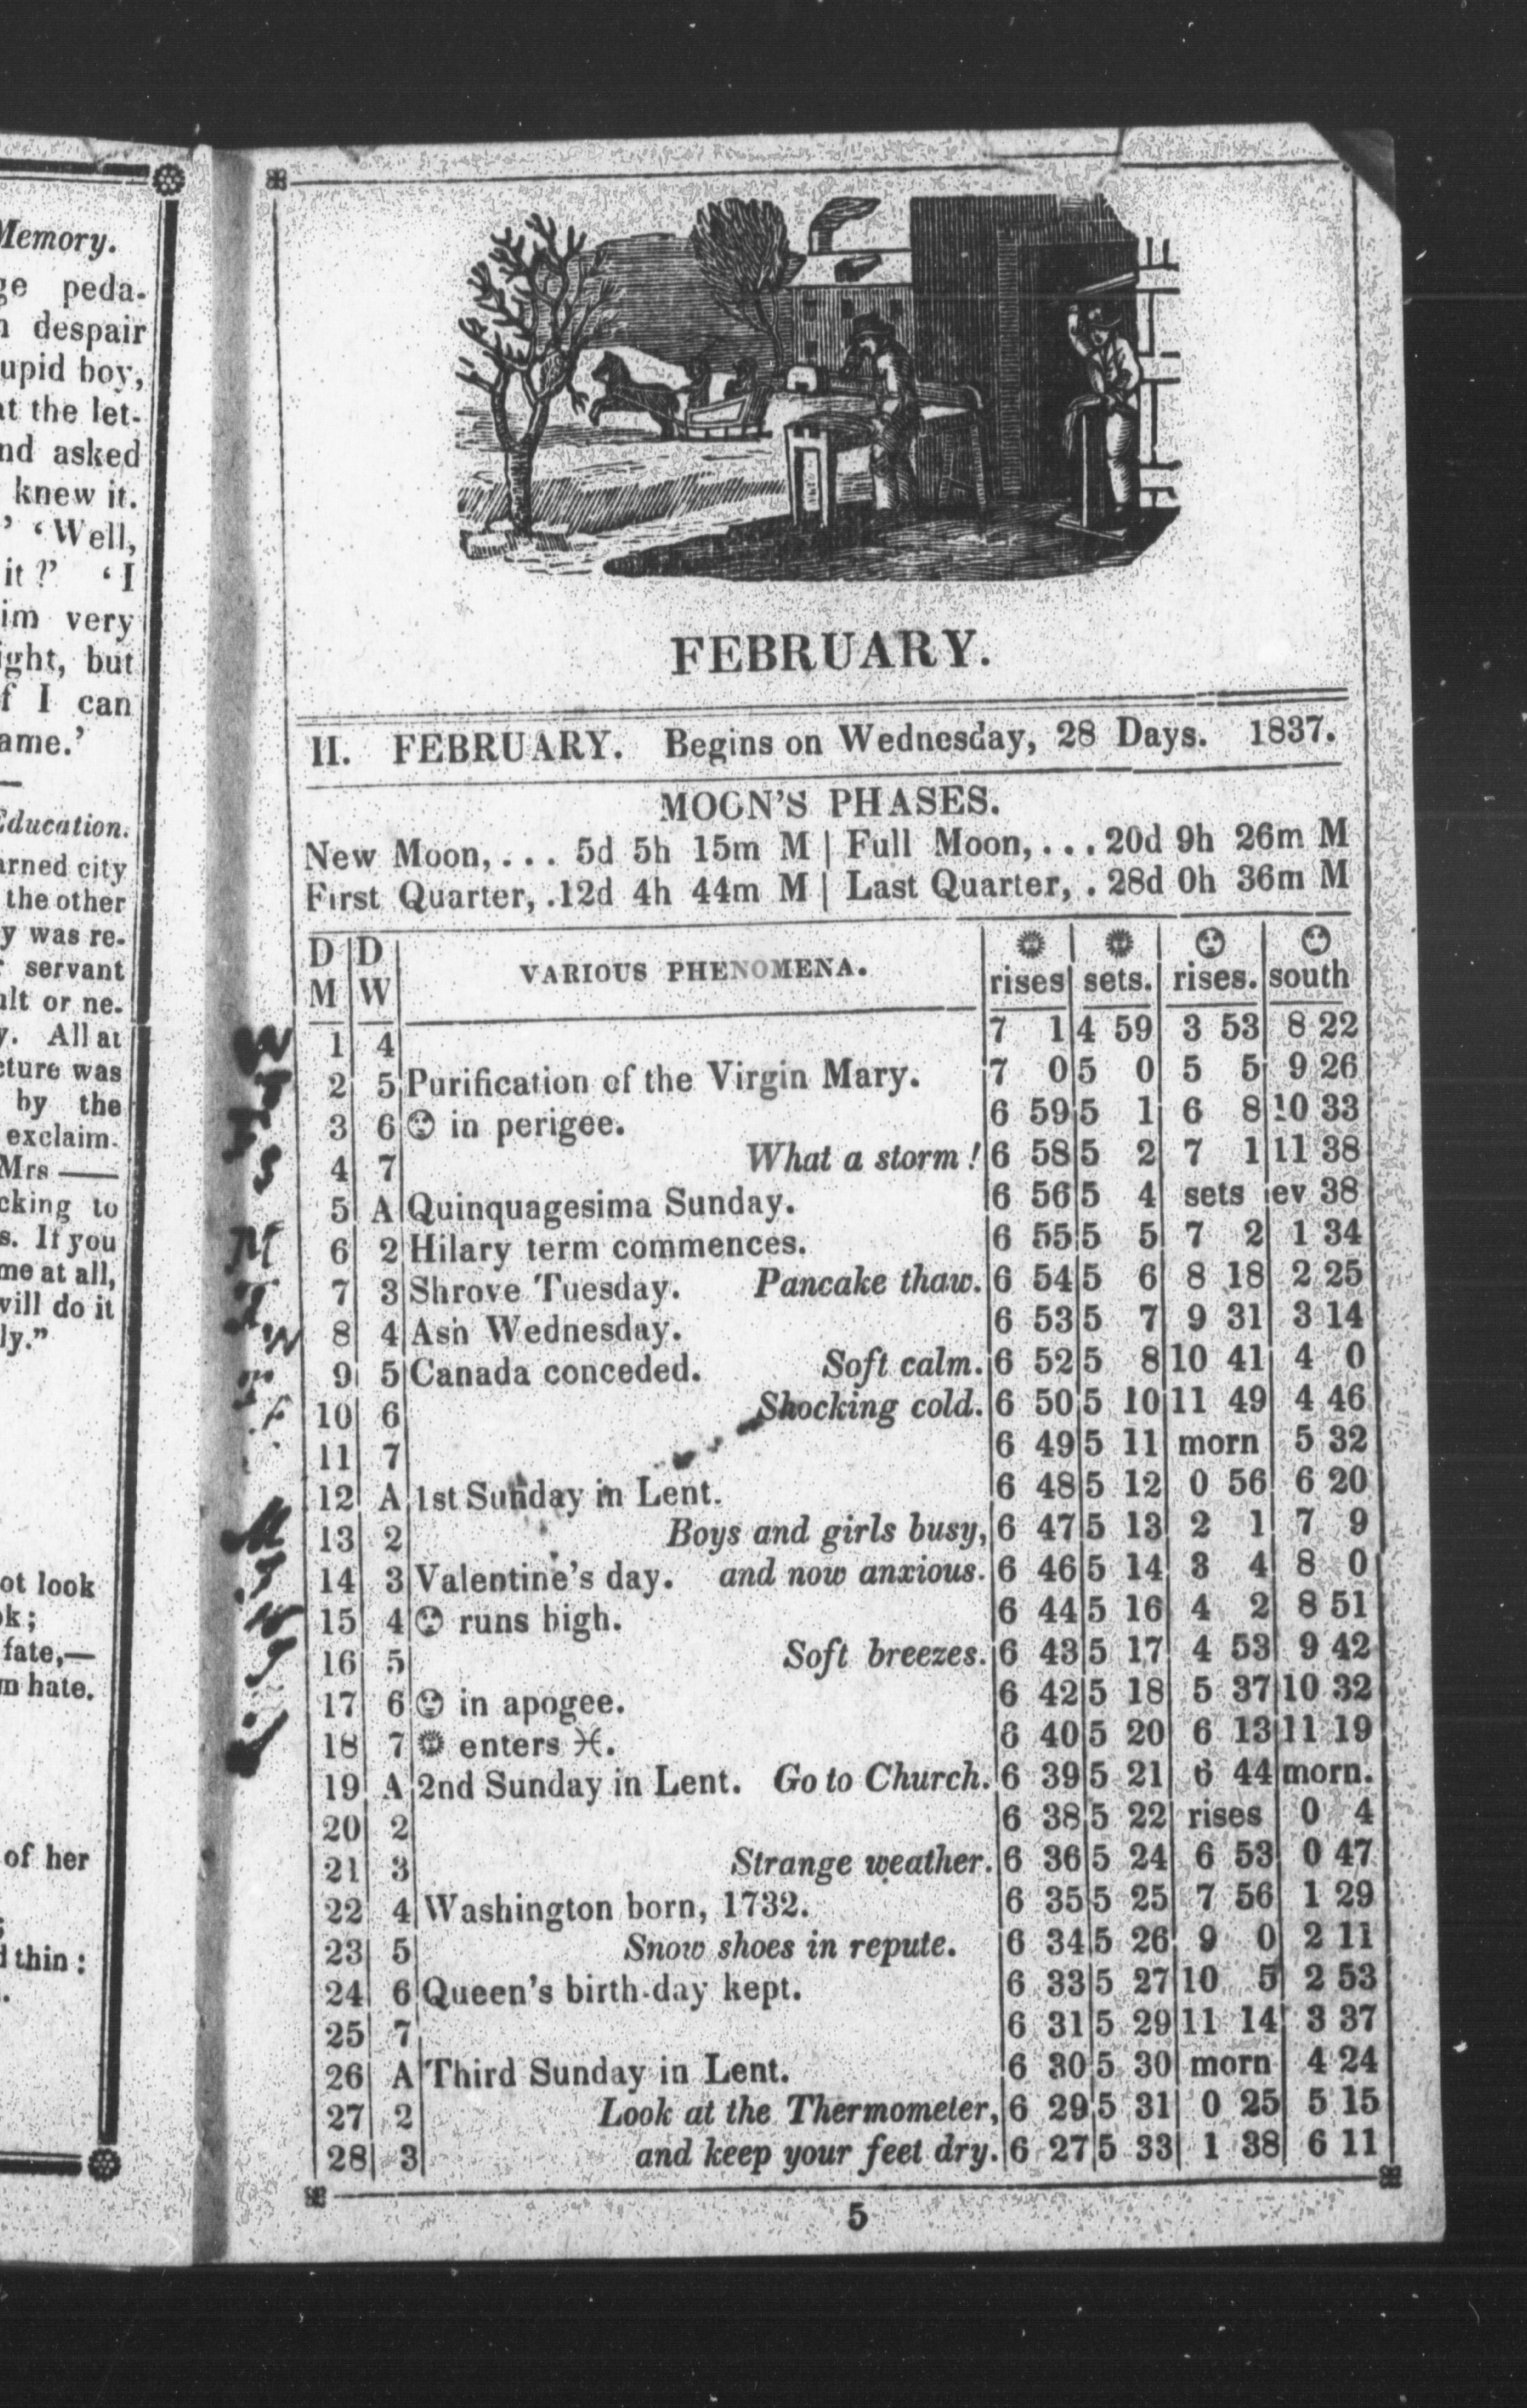 Memory.
peda-
despair
upid boy,
at the let-
nd asked
knew it.
’ ‘Well,
it?’ ‘I
im very
ight, but
f I can
ame.’
Education.
arned city
the other
y was re-
servant
ult or ne-
y. All at
cture was
by the
exclaim-
Mrs ——
cking to
s. If you
me at all,
will do it
ly.”
ot look
k;
fate,—
m hate.
of her
d thin:
FEBRUARY.
II. FEBRUARY. Begins on Wednesday, 28 Days. 1837.
MOON'S PHASES.
New Moon,... 5d 5h 15m M | Full Moon,... 20d 9h 26m M
First Quarter, .12d 4h 44m M | Last Quarter, . 28d 0h 36m M
D M D W VARIOUS PHENOMENA. rises sets. rises. south
W 1 4 7 1 4 59 3 53 8 22
T 2 5 Purification of the Virgin Mary. 7 0 5 0 5 5 9 26
F 3 6 in perigee. 6 59 5 1 6 8 10 33
S 4 7 What a storm! 6 58 5 2 7 1 11 38
5 A Quinquagesima Sunday. 6 56 5 4 sets ev 38
M 6 2 Hilary term commences. 6 55 5 5 7 2 1 34
T 7 3 Shrove Tuesday. Pancake thaw. 6 54 5 6 8 18 2 25
W 8 4 Ash Wednesday. 6 53 5 7 9 31 3 14
T 9 5 Canada conceded. Soft calm. 6 52 5 8 10 41 4 0
F 10 6 Shocking cold. 6 50 5 10 11 49 4 46
11 7 6 49 5 11 morn 5 32
12 A 1st Sunday in Lent. 6 48 5 12 0 56 6 20
M 13 2 Boys and girls busy, 6 47 5 13 2 1 7 9
T 14 3 Valentine's day. and now anxious. 6 46 5 14 3 4 8 0
W 15 4 runs high. 6 44 5 16 4 2 8 51
T 16 5 Soft breezes. 6 43 5 17 4 53 9 42
17 6 in apogee. 6 42 5 18 5 37 10 32
18 7 enters ♓. 6 40 5 20 6 13 11 19
19 A 2nd Sunday in Lent. Go to Church. 6 39 5 21 6 44 morn.
20 2 6 38 5 22 rises 0 4
21 3 Strange weather. 6 36 5 24 6 53 0 47
22 4 Washington born, 1732. 6 35 5 25 7 56 1 29
23 5 Snow shoes in repute. 6 34 5 26 9 0 2 11
24 6 Queen's birth-day kept. 6 33 5 27 10 5 2 53
25 7 6 31 5 29 11 14 3 37
26 A Third Sunday in Lent. 6 30 5 30 morn 4 24
27 2 Look at the Thermometer, 6 29 5 31 0 25 5 15
28 3 and keep your feet dry. 6 27 5 33 1 38 6 11
5